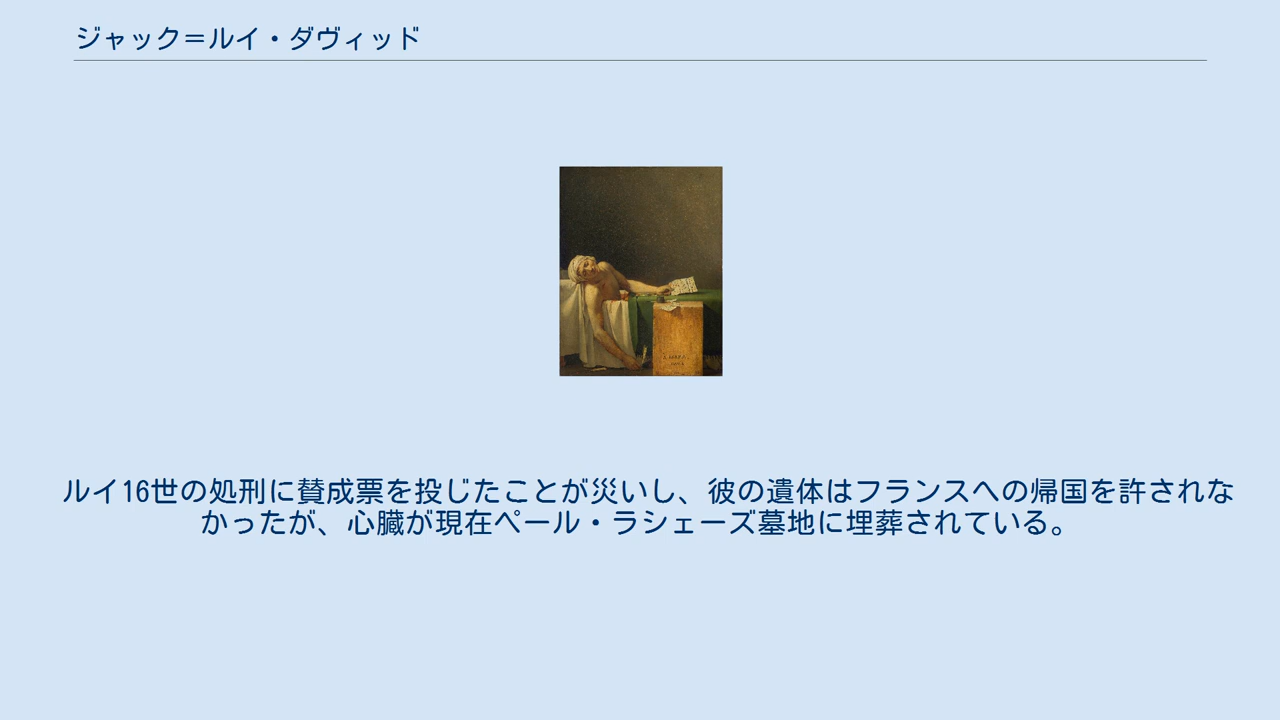 ジャック＝ルイ・ダヴィッド
ルイ16世の処刑に賛成票を投じたことが災いし、彼の遺体はフランスへの帰国を許されな
かったが、心臓が現在ペール・ラシェーズ墓地に埋葬されている。